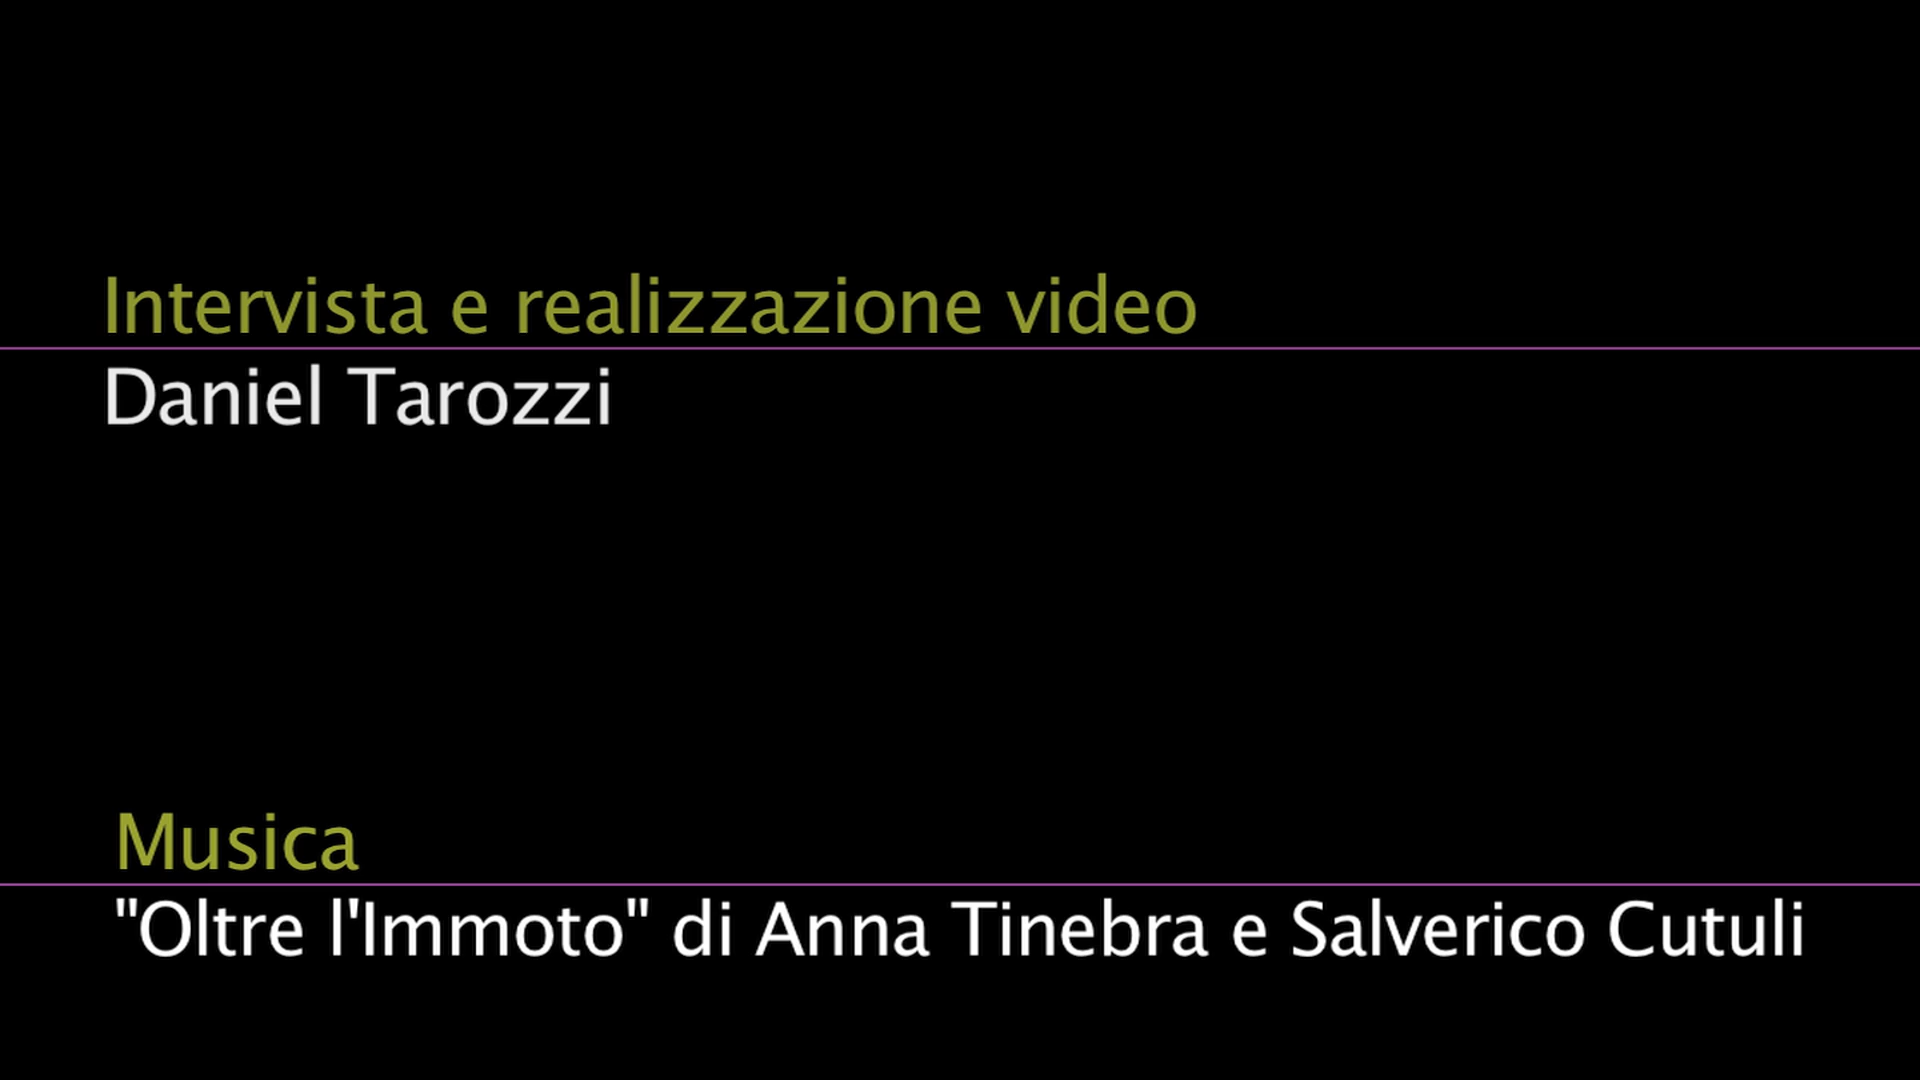 Intervista e realizzazione video
Daniel Tarozzi
Musica
"Oltre l'Immoto" di Anna Tinebra e Salverico Cutuli